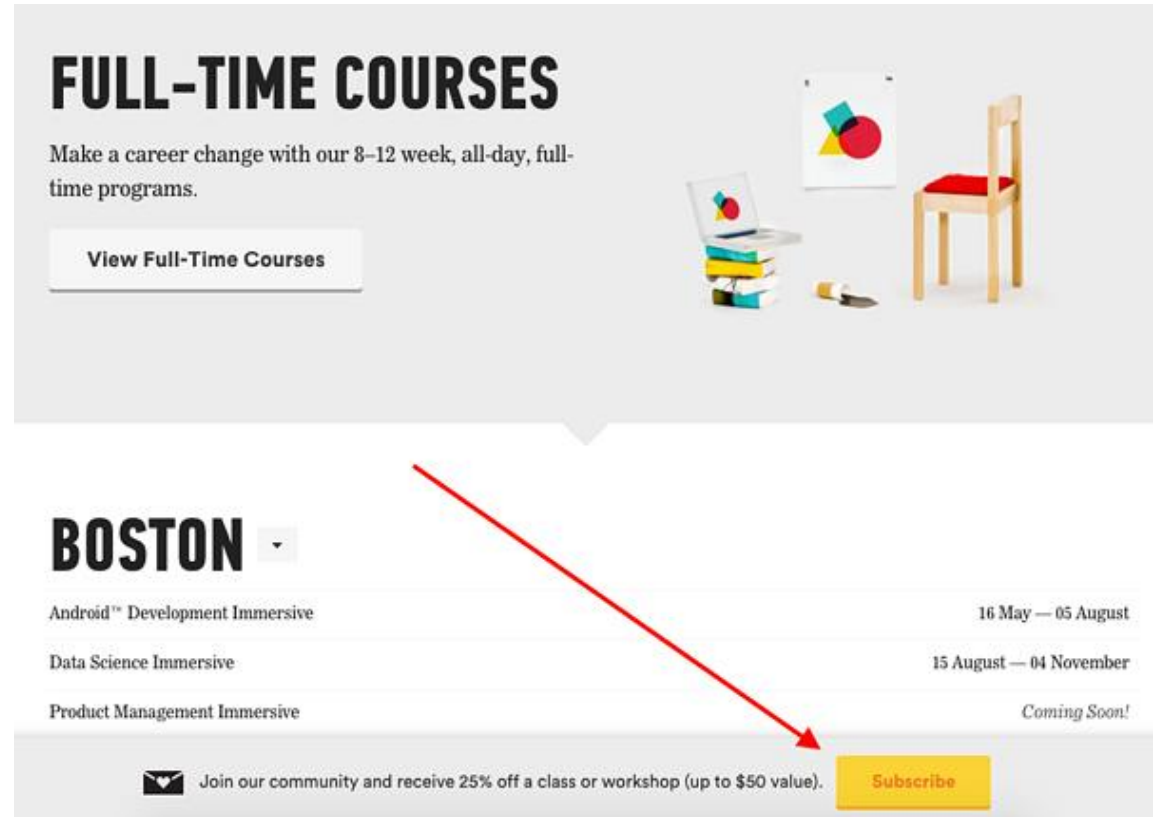 FULL-TIME COURSES
Make a career change with our 8–12 week, all-day, full-
time programs.
View Full-Time Courses
BOSTON
Android™ Development Immersive 16 May — 05 August
Data Science Immersive 15 August — 04 November
Product Management Immersive Coming Soon!
Join our community and receive 25% off a class or workshop (up to $50 value). Subscribe